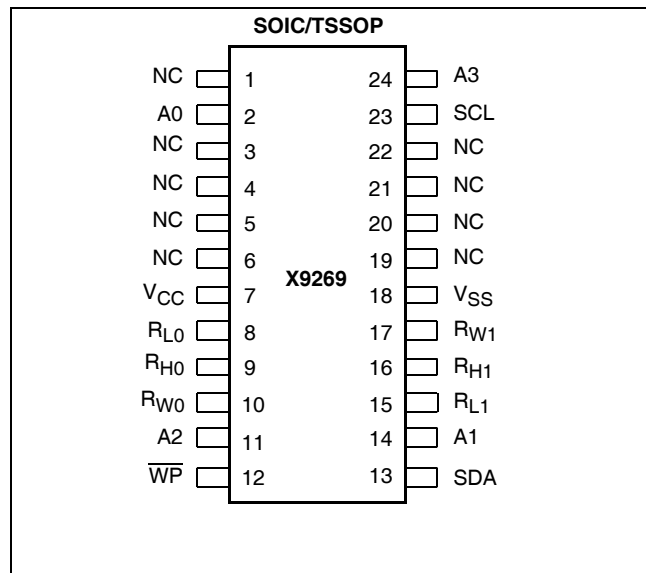 SOIC/TSSOP
NC 1 24 A3
A0 2 23 SCL
NC 3 22 NC
NC 4 21 NC
NC 5 20 NC
NC 6 19 NC
X9269
VCC 7 18 VSS
RL0 8 17 RW1
RH0 9 16 RH1
RW0 10 15 RL1
A2 11 14 A1
WP 12 13 SDA